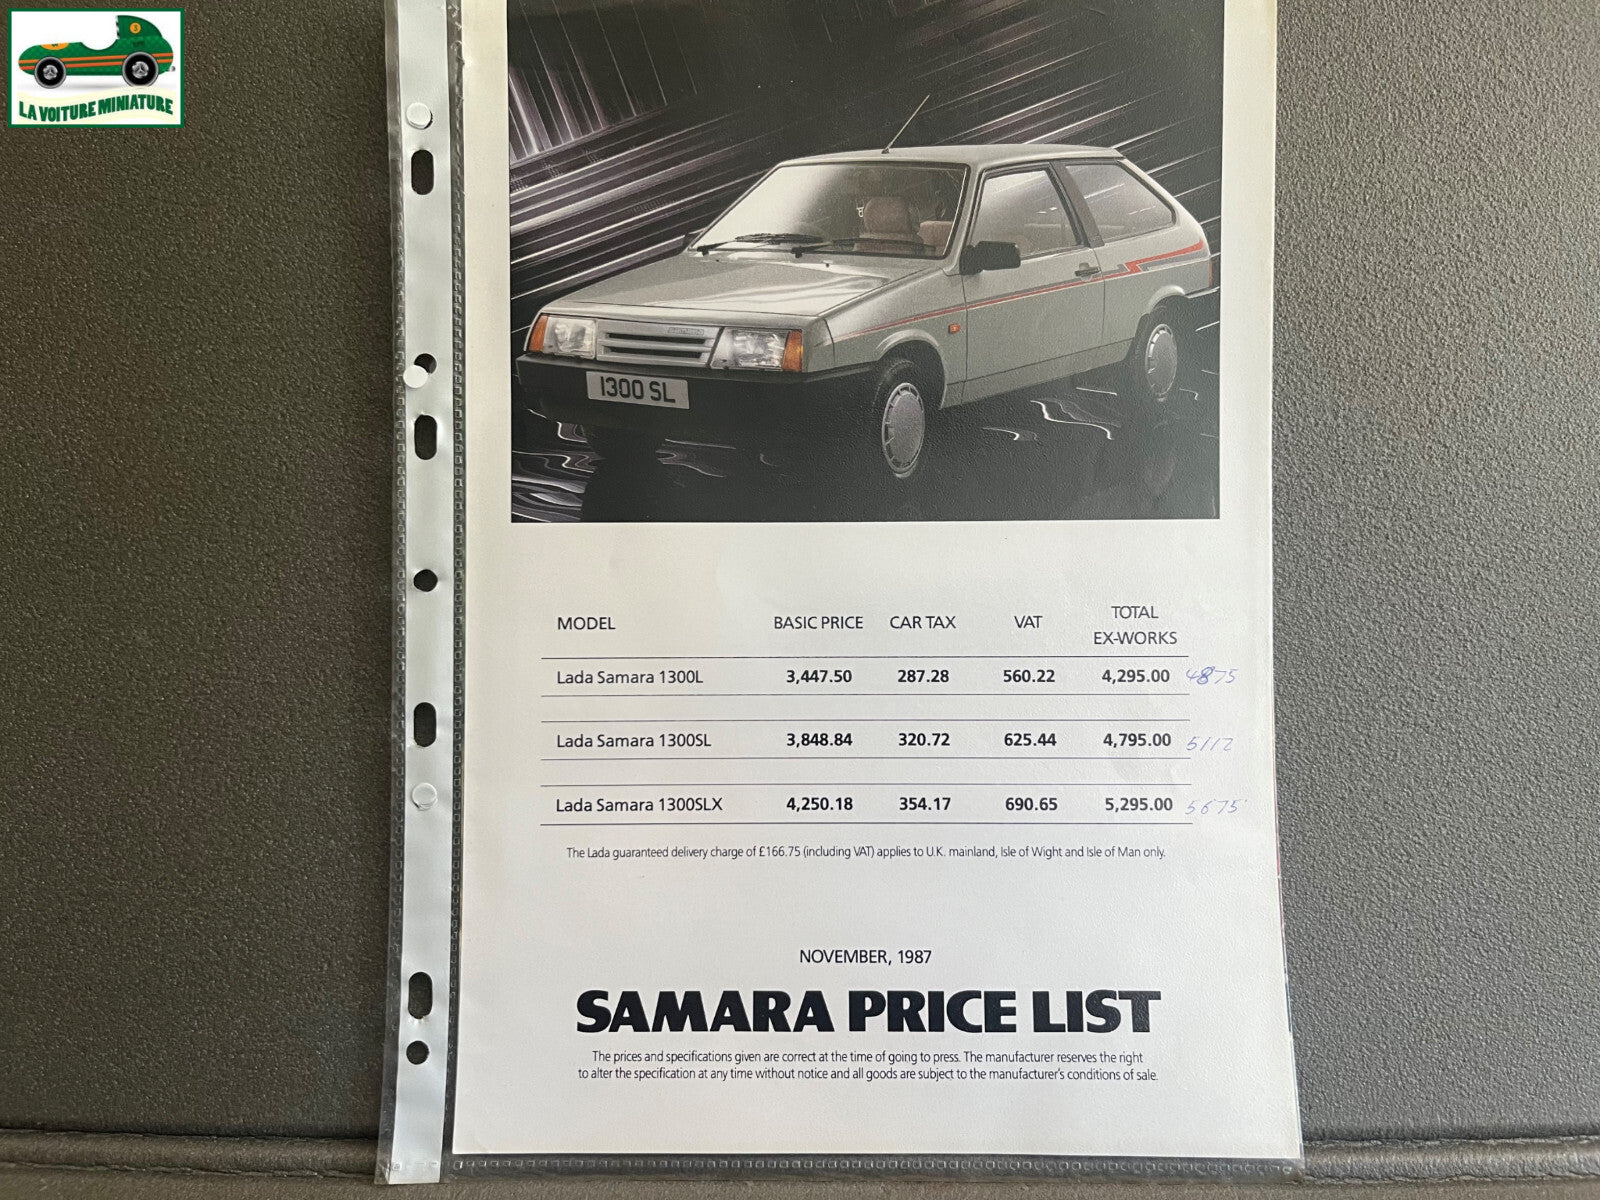 3
LA VOITURE MINIATURE
SAMARA
1300 SL
MODEL BASIC PRICE CAR TAX VAT TOTAL EX-WORKS
Lada Samara 1300L 3,447.50 287.28 560.22 4,295.00 4875
Lada Samara 1300SL 3,848.84 320.72 625.44 4,795.00 5112
Lada Samara 1300SLX 4,250.18 354.17 690.65 5,295.00 5675
The Lada guaranteed delivery charge of £166.75 (including VAT) applies to U.K. mainland, Isle of Wight and Isle of Man only.
NOVEMBER, 1987
SAMARA PRICE LIST
The prices and specifications given are correct at the time of going to press. The manufacturer reserves the right
to alter the specification at any time without notice and all goods are subject to the manufacturer's conditions of sale.